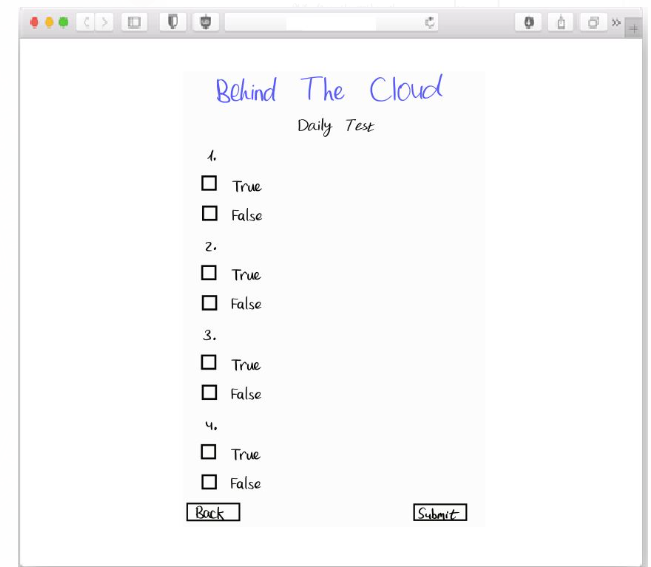 Behind The Cloud
Daily Test
1.
True
False
2.
True
False
3.
True
False
4.
True
False
Back
Submit